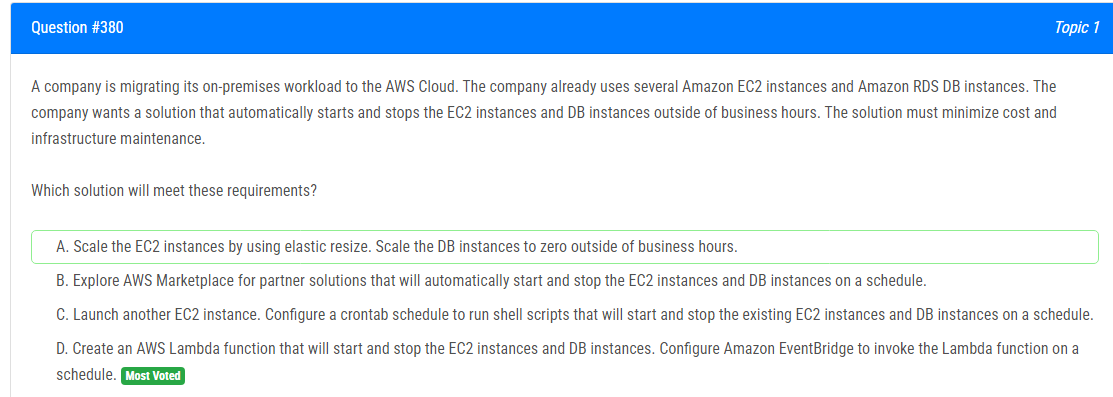 Question #380
Topic 1
A company is migrating its on-premises workload to the AWS Cloud. The company already uses several Amazon EC2 instances and Amazon RDS DB instances. The
company wants a solution that automatically starts and stops the EC2 instances and DB instances outside of business hours. The solution must minimize cost and
infrastructure maintenance.
Which solution will meet these requirements?
A. Scale the EC2 instances by using elastic resize. Scale the DB instances to zero outside of business hours.
B. Explore AWS Marketplace for partner solutions that will automatically start and stop the EC2 instances and DB instances on a schedule.
C. Launch another EC2 instance. Configure a crontab schedule to run shell scripts that will start and stop the existing EC2 instances and DB instances on a schedule.
D. Create an AWS Lambda function that will start and stop the EC2 instances and DB instances. Configure Amazon EventBridge to invoke the Lambda function on a
schedule. Most Voted